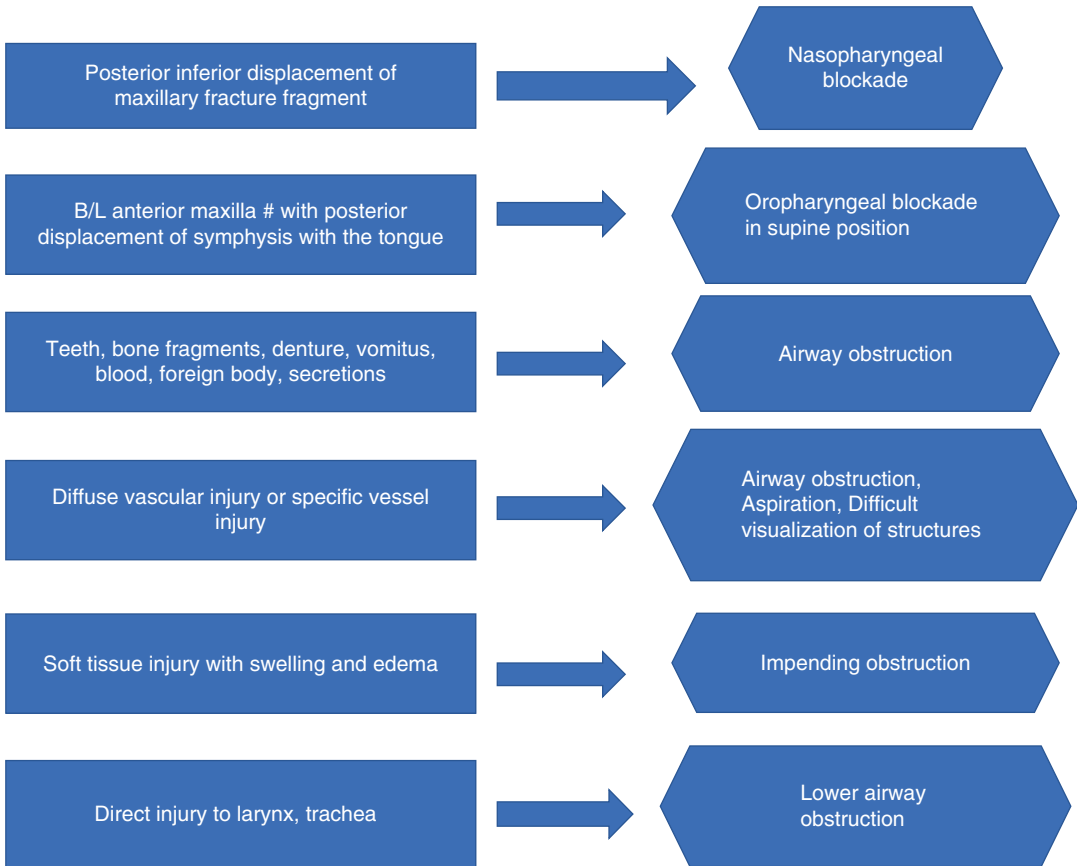 Posterior inferior displacement of
maxillary fracture fragment
Nasopharyngeal
blockade
B/L anterior maxilla # with posterior
displacement of symphysis with the tongue
Oropharyngeal blockade
in supine position
Teeth, bone fragments, denture, vomitus,
blood, foreign body, secretions
Airway obstruction
Diffuse vascular injury or specific vessel
injury
Airway obstruction,
Aspiration, Difficult
visualization of structures
Soft tissue injury with swelling and edema
Impending obstruction
Direct injury to larynx, trachea
Lower airway
obstruction